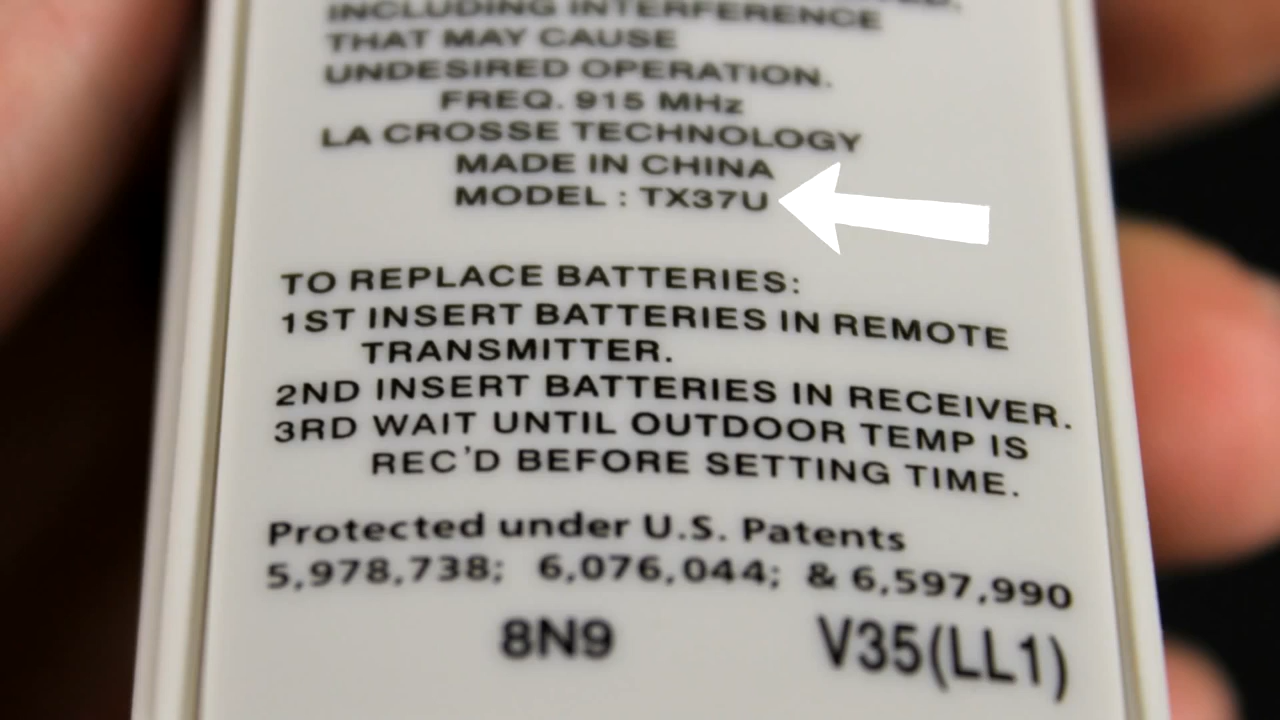 INCLUDING INTERFERENCE
THAT MAY CAUSE
UNDESIRED OPERATION.
FREQ. 915 MHz
LA CROSSE TECHNOLOGY
MADE IN CHINA
MODEL : TX37U
TO REPLACE BATTERIES:
1ST INSERT BATTERIES IN REMOTE
TRANSMITTER.
2ND INSERT BATTERIES IN RECEIVER.
3RD WAIT UNTIL OUTDOOR TEMP IS
REC'D BEFORE SETTING TIME.
Protected under U.S. Patents
5,978,738; 6,076,044; & 6,597,990
8N9 V35(LL1)